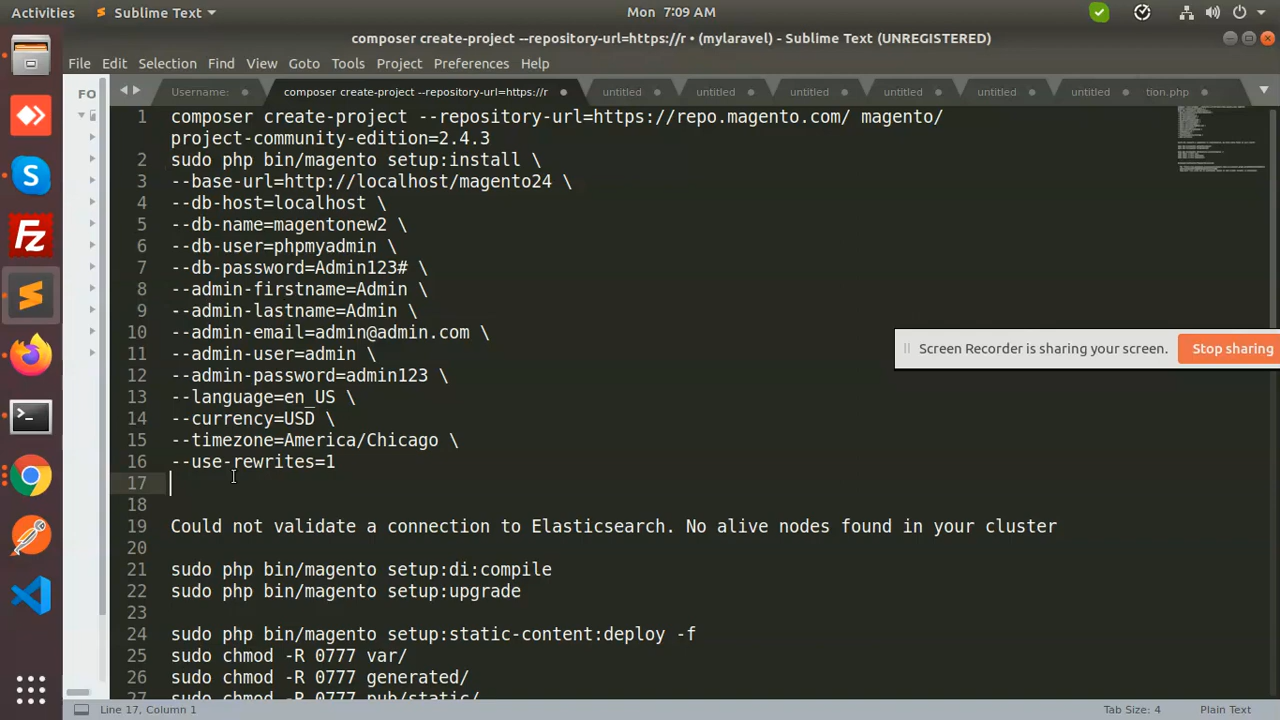 Activities
Sublime Text
Mon 7:09 AM
composer create-project --repository-url=https://r • (mylaravel) - Sublime Text (UNREGISTERED)
File Edit Selection Find View Goto Tools Project Preferences Help
FO
Username:
composer create-project --repository-url=https://r
untitled
untitled
untitled
untitled
untitled
untitled
tion.php
1 composer create-project --repository-url=https://repo.magento.com/ magento/
project-community-edition=2.4.3
2 sudo php bin/magento setup:install \
3 --base-url=http://localhost/magento24 \
4 --db-host=localhost \
5 --db-name=magentonew2 \
6 --db-user=phpmyadmin \
7 --db-password=Admin123# \
8 --admin-firstname=Admin \
9 --admin-lastname=Admin \
10 --admin-email=admin@admin.com \
11 --admin-user=admin \
12 --admin-password=admin123 \
13 --language=en_US \
14 --currency=USD \
15 --timezone=America/Chicago \
16 --use-rewrites=1
17
18
19 Could not validate a connection to Elasticsearch. No alive nodes found in your cluster
20
21 sudo php bin/magento setup:di:compile
22 sudo php bin/magento setup:upgrade
23
24 sudo php bin/magento setup:static-content:deploy -f
25 sudo chmod -R 0777 var/
26 sudo chmod -R 0777 generated/
27 sudo chmod -R 0777 pub/static/
Screen Recorder is sharing your screen.
Stop sharing
Line 17, Column 1
Tab Size: 4
Plain Text